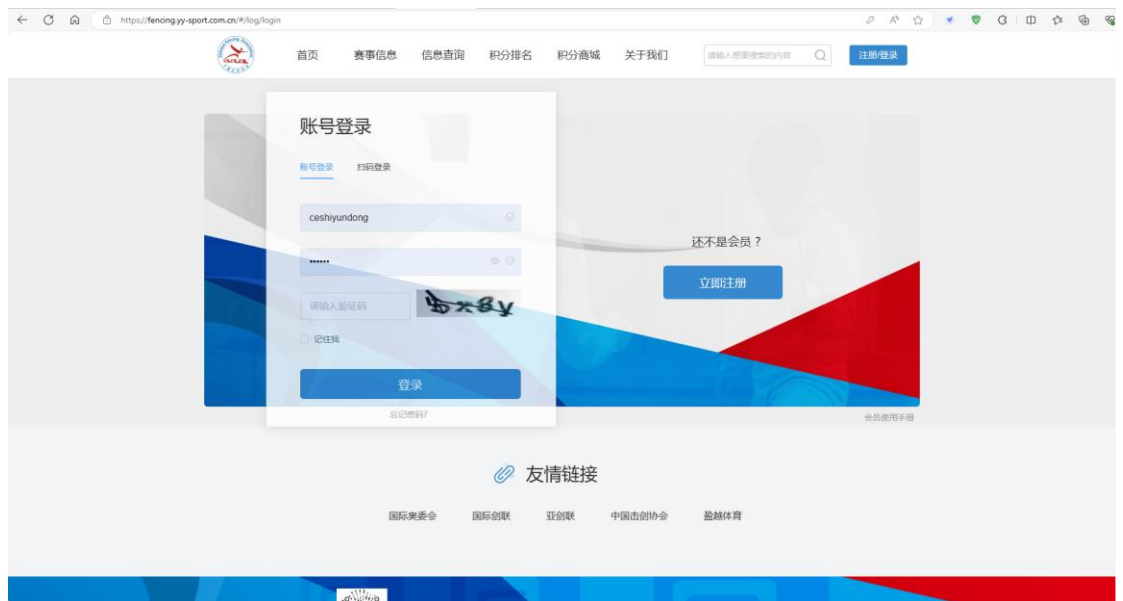 https://fencing.yy-sport.com.cn/#/log/login
首页 赛事信息 信息查询 积分排名 积分商城 关于我们 请输入想要搜索的内容 注册/登录
账号登录
账号登录 扫码登录
ceshiyundong
••••••
请输入验证码
记住我
登录
忘记密码?
还不是会员？
立即注册
会员使用手册
友情链接
国际奥委会 国际剑联 亚剑联 中国击剑协会 盈越体育